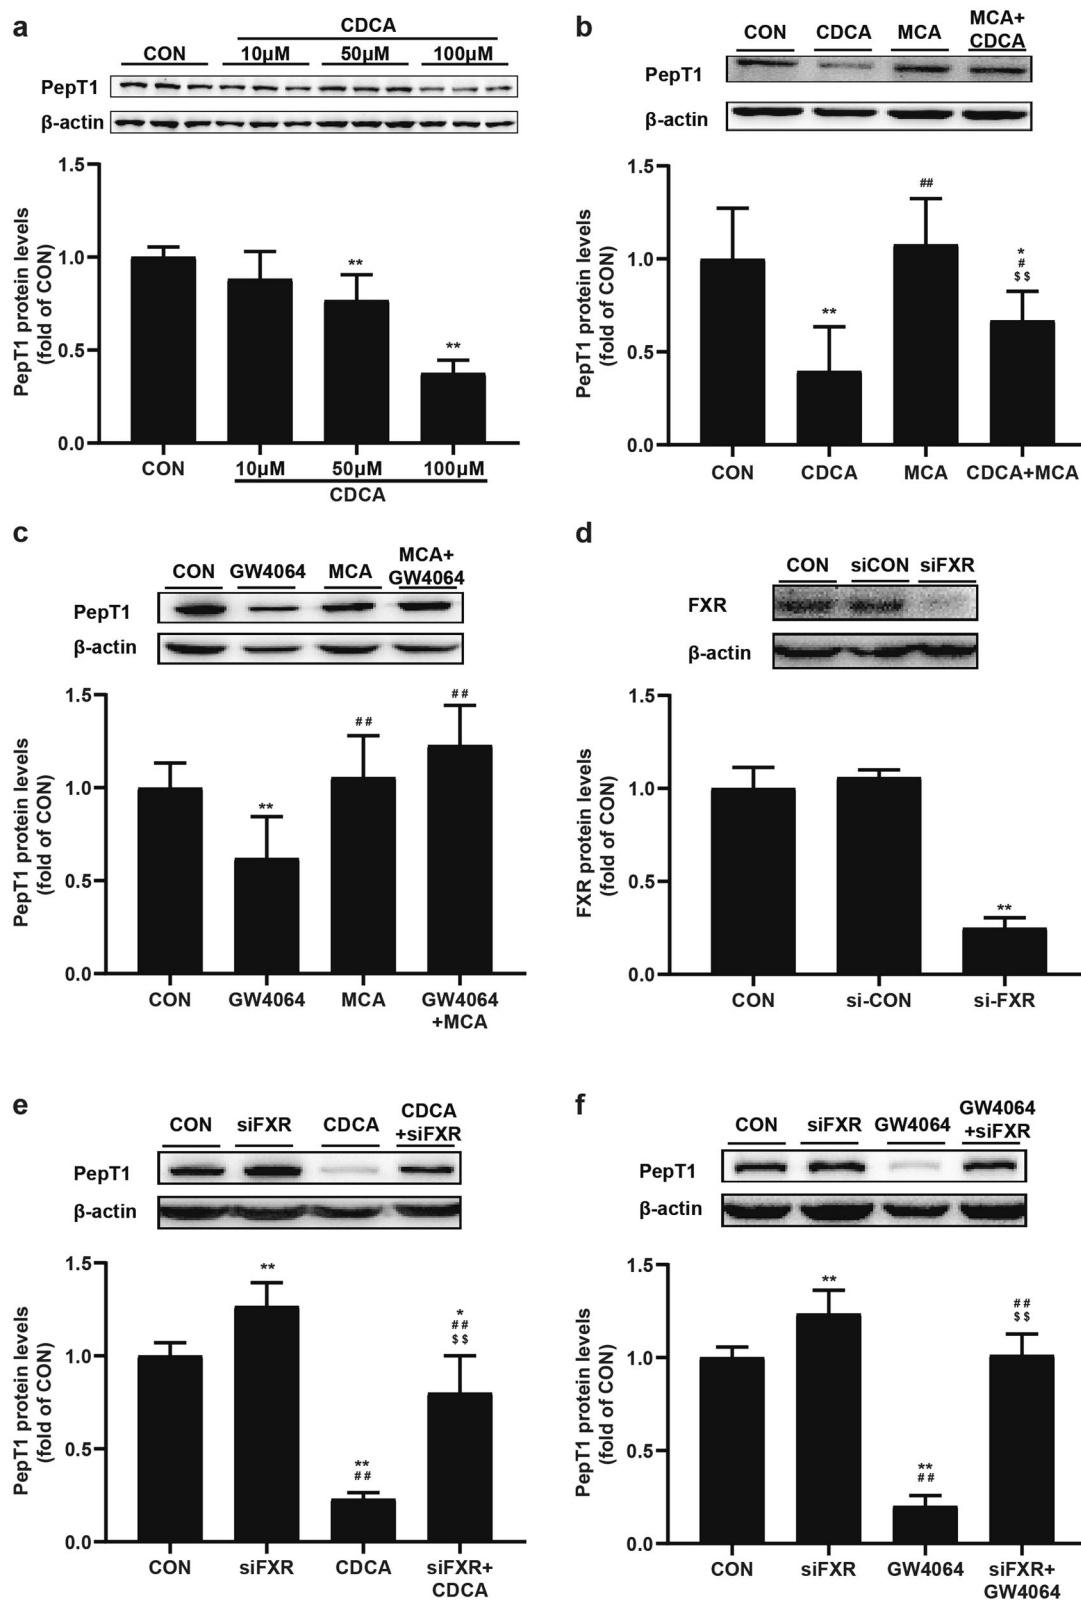 a
CDCA
CON 10μM 50μM 100μM
PepT1
β-actin
PepT1 protein levels
(fold of CON)
1.5
1.0
0.5
0.0
**
**
CON 10μM 50μM 100μM
CDCA
b
CON CDCA MCA MCA+
CDCA
PepT1
β-actin
PepT1 protein levels
(fold of CON)
1.5
1.0
0.5
0.0
**
##
*
#
$$
CON CDCA MCA CDCA+MCA
c
CON GW4064 MCA MCA+
GW4064
PepT1
β-actin
PepT1 protein levels
(fold of CON)
1.5
1.0
0.5
0.0
**
##
##
CON GW4064 MCA GW4064
+MCA
d
CON siCON siFXR
FXR
β-actin
FXR protein levels
(fold of CON)
1.5
1.0
0.5
0.0
**
CON si-CON si-FXR
e
CON siFXR CDCA CDCA
+siFXR
PepT1
β-actin
PepT1 protein levels
(fold of CON)
1.5
1.0
0.5
0.0
**
**
##
*
##
$$
CON siFXR CDCA siFXR+
CDCA
f
CON siFXR GW4064 GW4064
+siFXR
PepT1
β-actin
PepT1 protein levels
(fold of CON)
1.5
1.0
0.5
0.0
**
**
##
##
$$
CON siFXR GW4064 siFXR+
GW4064